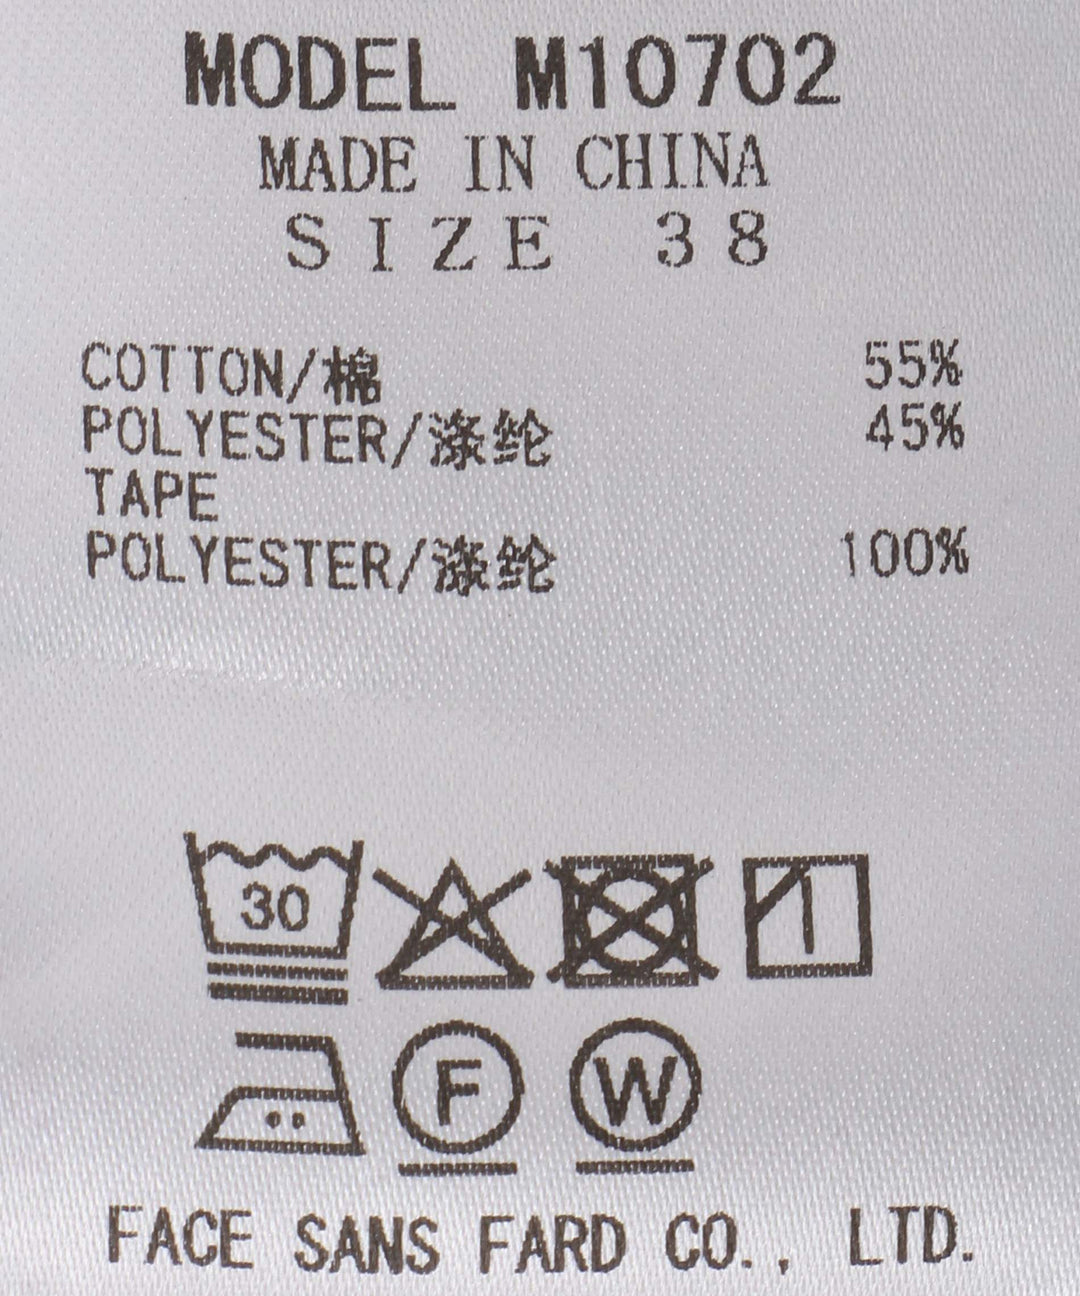 MODEL M10702
MADE IN CHINA
SIZE 38
COTTON/棉 55%
POLYESTER/涤纶 45%
TAPE
POLYESTER/涤纶 100%
30
F W
FACE SANS FARD CO., LTD.